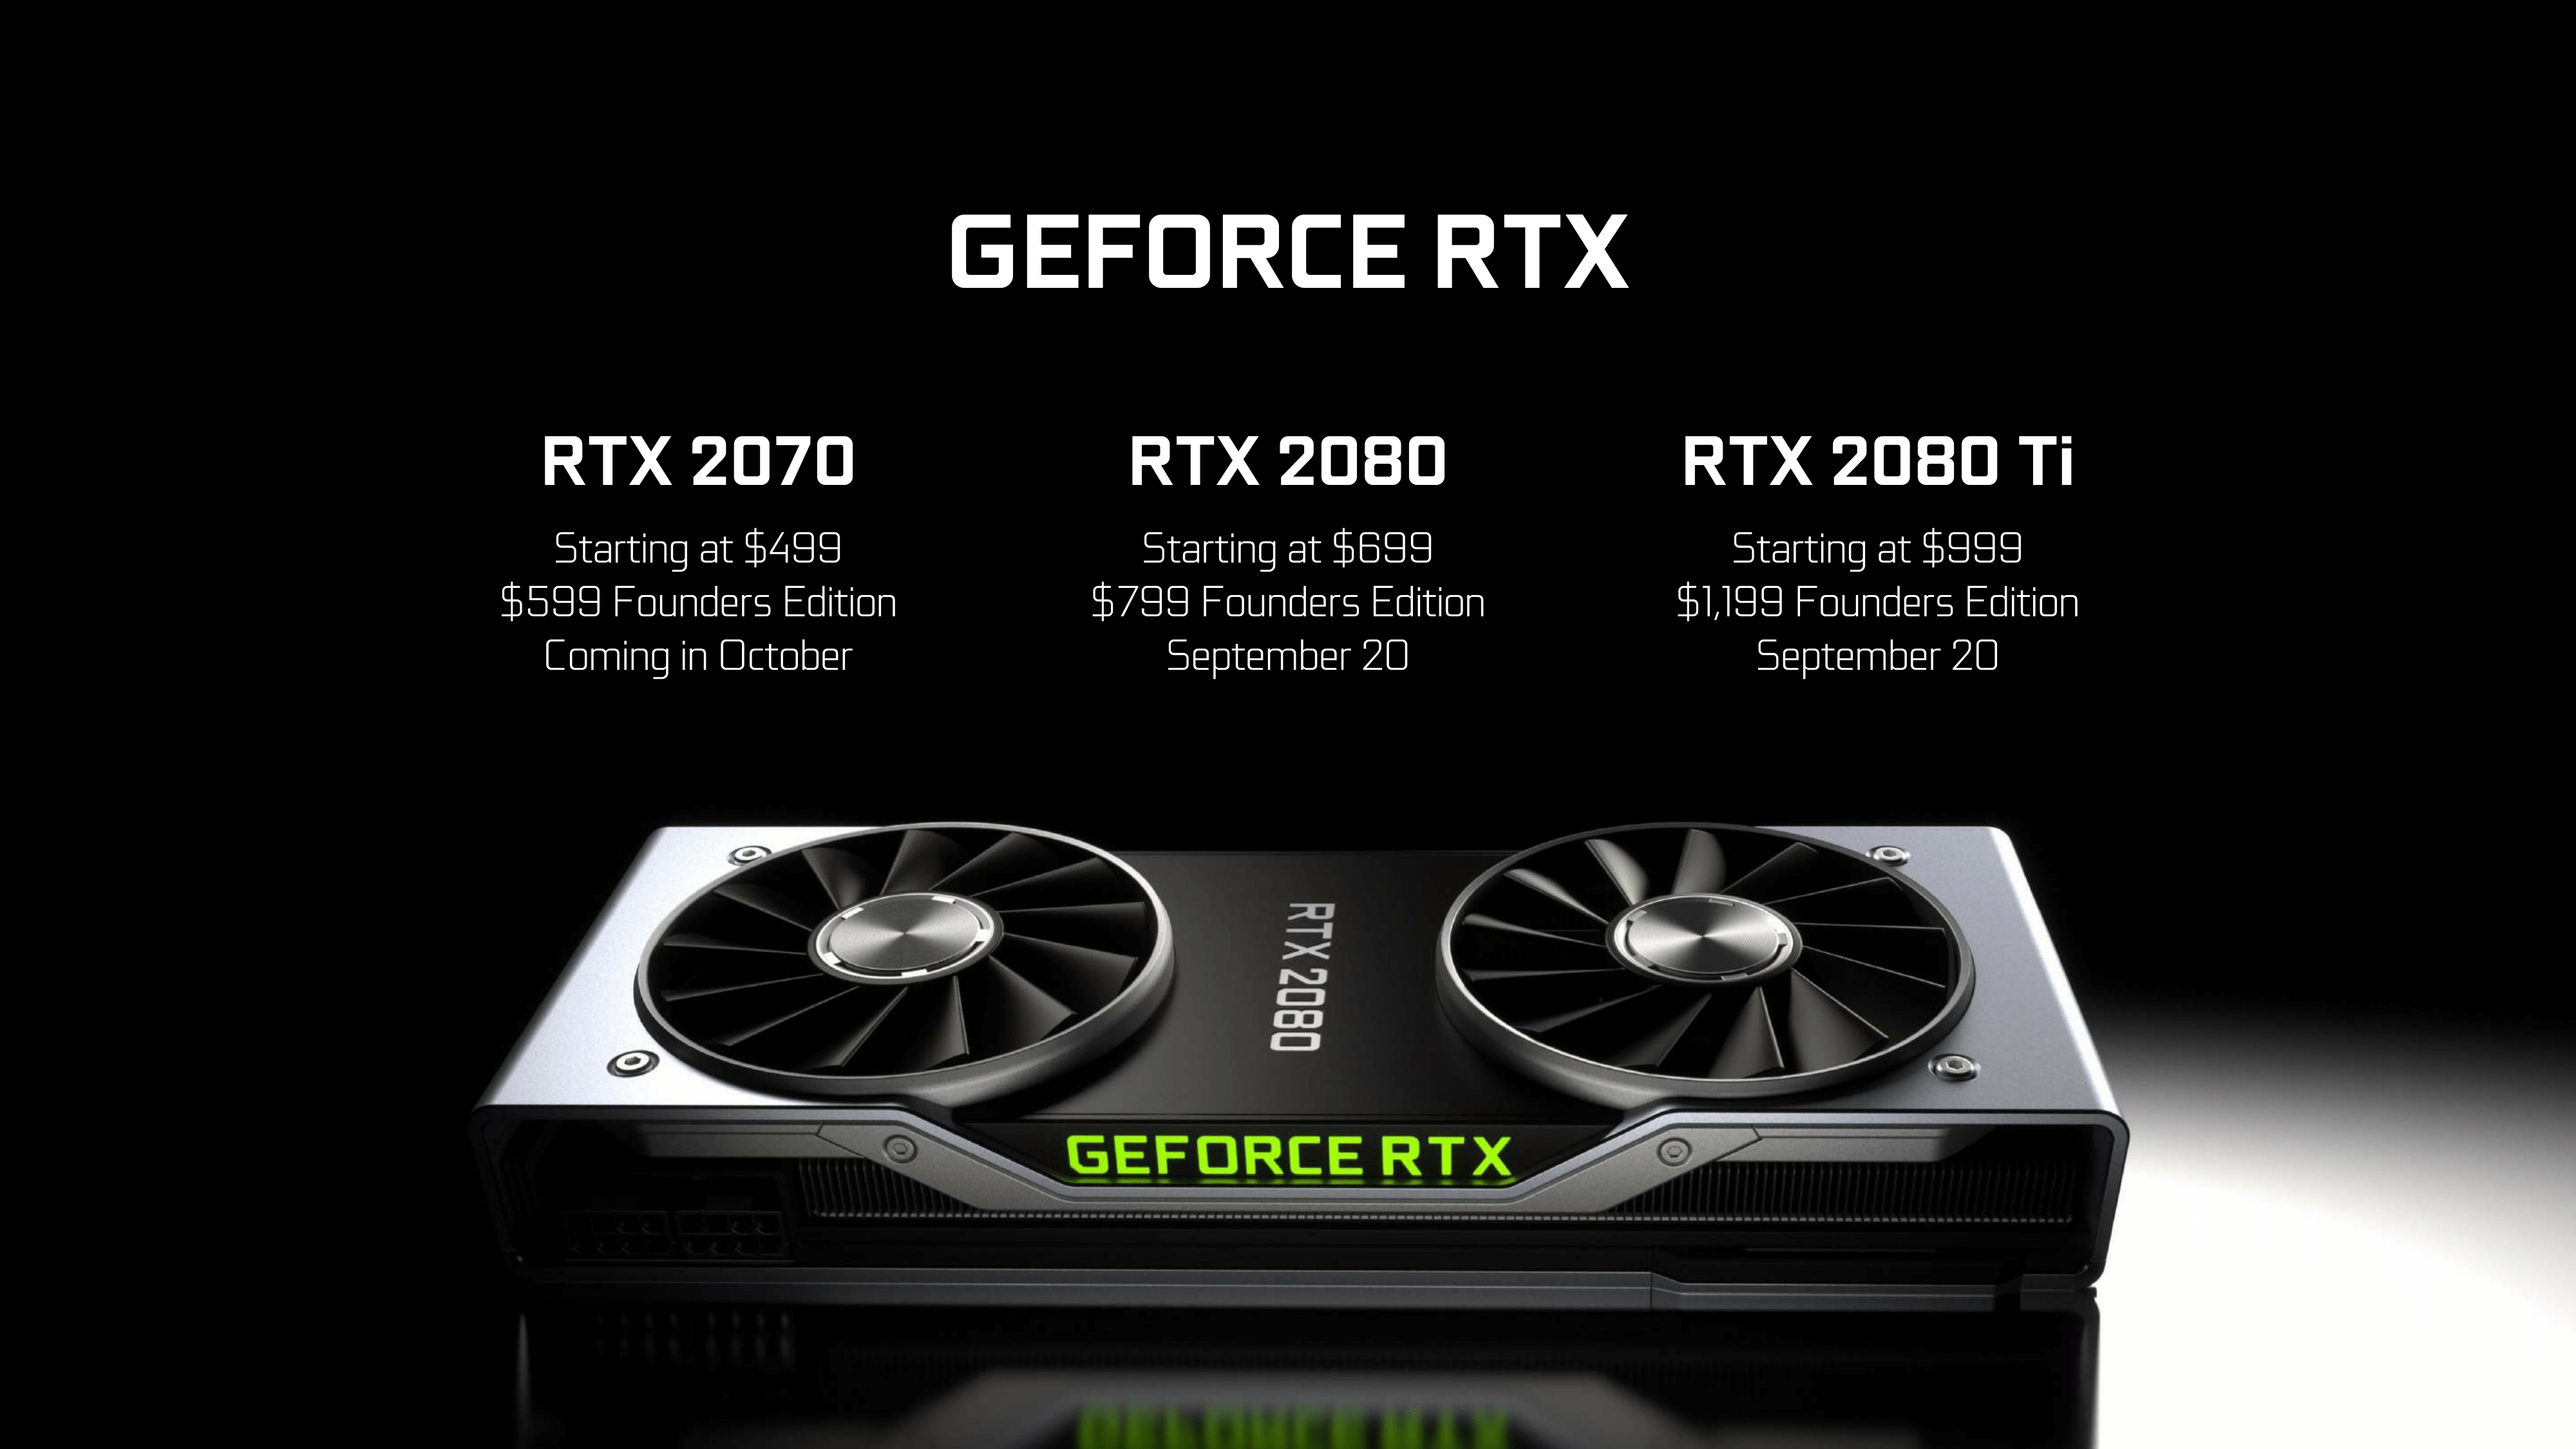 GEFORCE RTX
RTX 2070
Starting at $499
$599 Founders Edition
Coming in October
RTX 2080
Starting at $699
$799 Founders Edition
September 20
RTX 2080 Ti
Starting at $999
$1,199 Founders Edition
September 20
RTX 2080
GEFORCE RTX